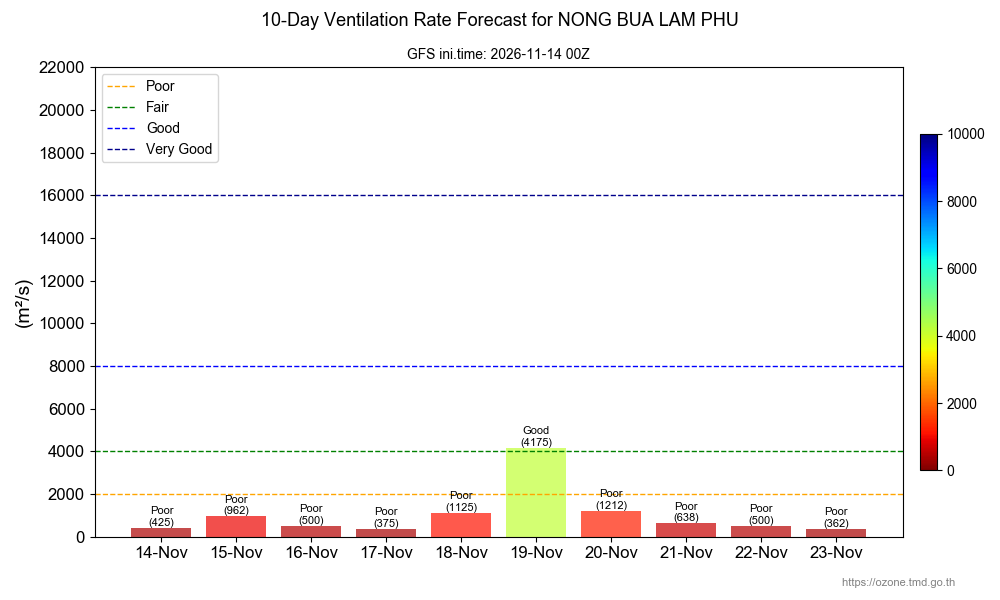 10-Day Ventilation Rate Forecast for NONG BUA LAM PHU
GFS ini.time: 2026-11-14 00Z
22000
20000
18000
16000
14000
12000
10000
8000
6000
4000
2000
0
(m²/s)
Poor
Fair
Good
Very Good
Poor
(425)
Poor
(962)
Poor
(500)
Poor
(375)
Poor
(1125)
Good
(4175)
Poor
(1212)
Poor
(638)
Poor
(500)
Poor
(362)
14-Nov 15-Nov 16-Nov 17-Nov 18-Nov 19-Nov 20-Nov 21-Nov 22-Nov 23-Nov
10000
8000
6000
4000
2000
0
https://ozone.tmd.go.th